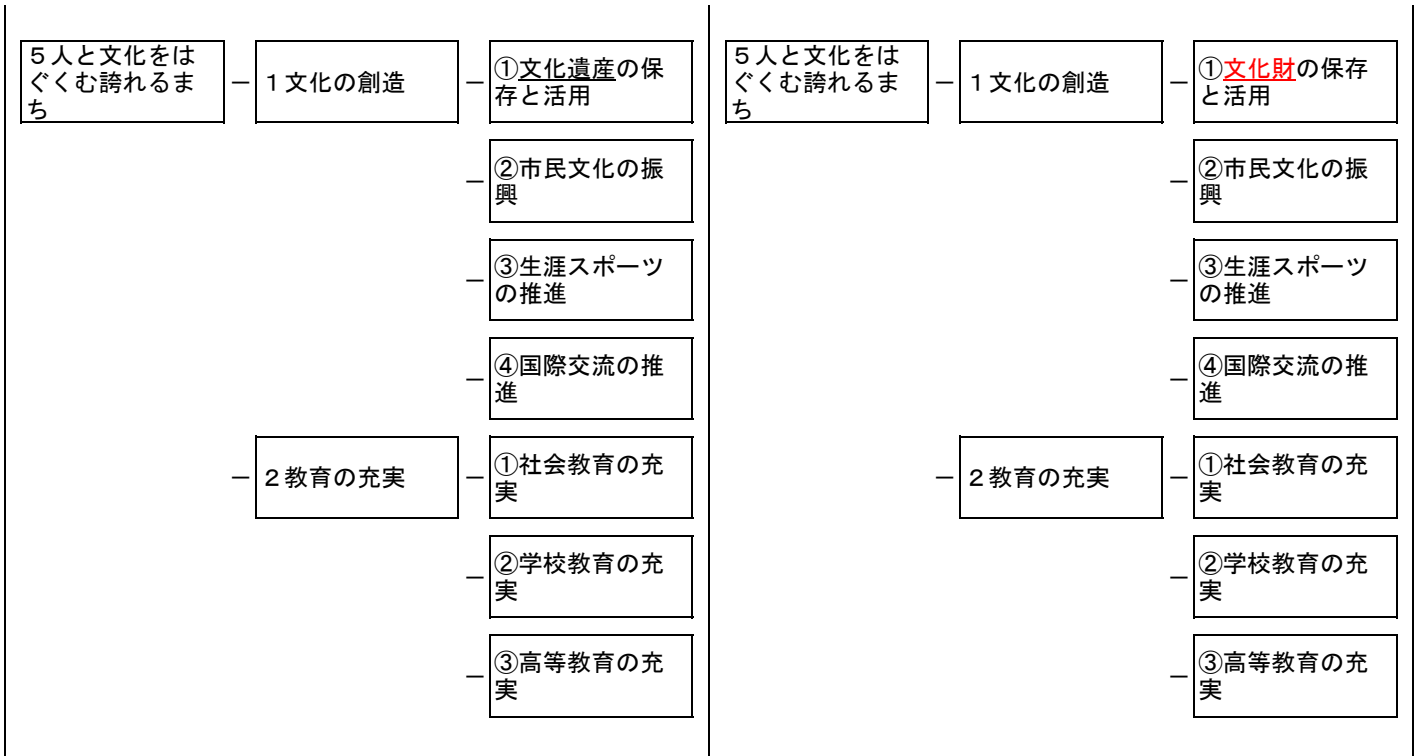 ５人と文化をは
ぐくむ誇れるま
ち
－
１文化の創造
－
①文化遺産の保
存と活用
－
②市民文化の振
興
－
③生涯スポーツ
の推進
－
④国際交流の推
進
－
２教育の充実
－
①社会教育の充
実
－
②学校教育の充
実
－
③高等教育の充
実
５人と文化をは
ぐくむ誇れるま
ち
－
１文化の創造
－
①文化財の保存
と活用
－
②市民文化の振
興
－
③生涯スポーツ
の推進
－
④国際交流の推
進
－
２教育の充実
－
①社会教育の充
実
－
②学校教育の充
実
－
③高等教育の充
実